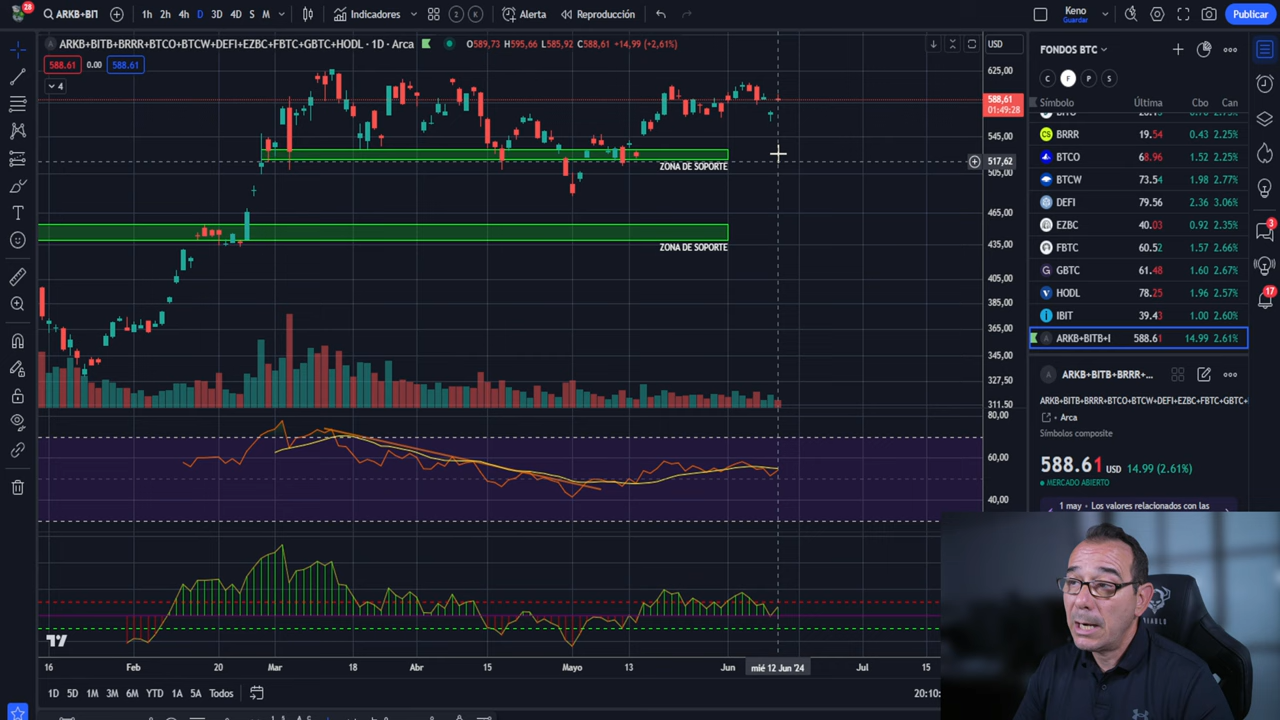 28
ARKB+BIT
1h 2h 4h D 3D 4D S M
Indicadores
2
K
Alerta
Reproducción
Keno
Guardar
Publicar
ARKB+BITB+BRRR+BTCO+BTCW+DEFI+EZBC+FBTC+GBTC+HODL · 1D · Arca
O589,73 H595,66 L585,92 C588,61 +14,99 (+2,61%)
588.61 0.00 588.61
4
USD
625,00
588,61
01:49:28
545,00
517,62
505,00
465,00
435,00
405,00
385,00
365,00
345,00
327,50
311.50
80,00
60,00
40,00
ZONA DE SOPORTE
ZONA DE SOPORTE
16 Feb 20 Mar 18 Abr 15 Mayo 13 Jun mié 12 Jun '24 Jul 15
1D 5D 1M 3M 6M YTD 1A 5A Todos
20:10:
FONDOS BTC
C F P S
Símbolo Última Cbo Can
BRRR 19.54 0.43 2.25%
BTCO 68.96 1.52 2.25%
BTCW 73.54 1.98 2.77%
DEFI 79.56 2.36 3.06%
EZBC 40.03 0.92 2.35%
FBTC 60.52 1.57 2.66%
GBTC 61.48 1.60 2.67%
HODL 78.25 1.96 2.57%
IBIT 39.43 1.00 2.60%
ARKB+BITB+I 588.61 14.99 2.61%
ARKB+BITB+BRRR+...
ARKB+BITB+BRRR+BTCO+BTCW+DEFI+EZBC+FBTC+GBTC+
Arca
Símbolos composite
588.61 USD 14.99 (2.61%)
MERCADO ABIERTO
1 may • Los valores relacionados con las
3
17
DIABLO